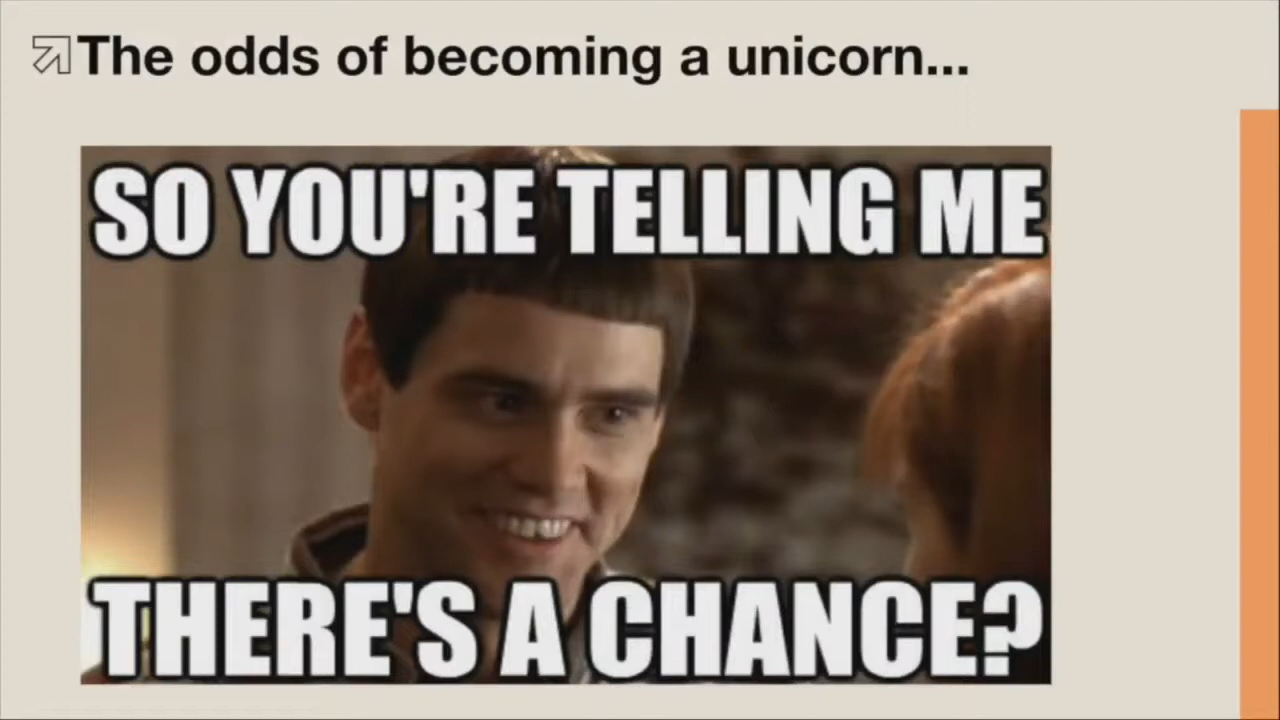 The odds of becoming a unicorn...
SO YOU'RE TELLING ME
THERE'S A CHANCE?